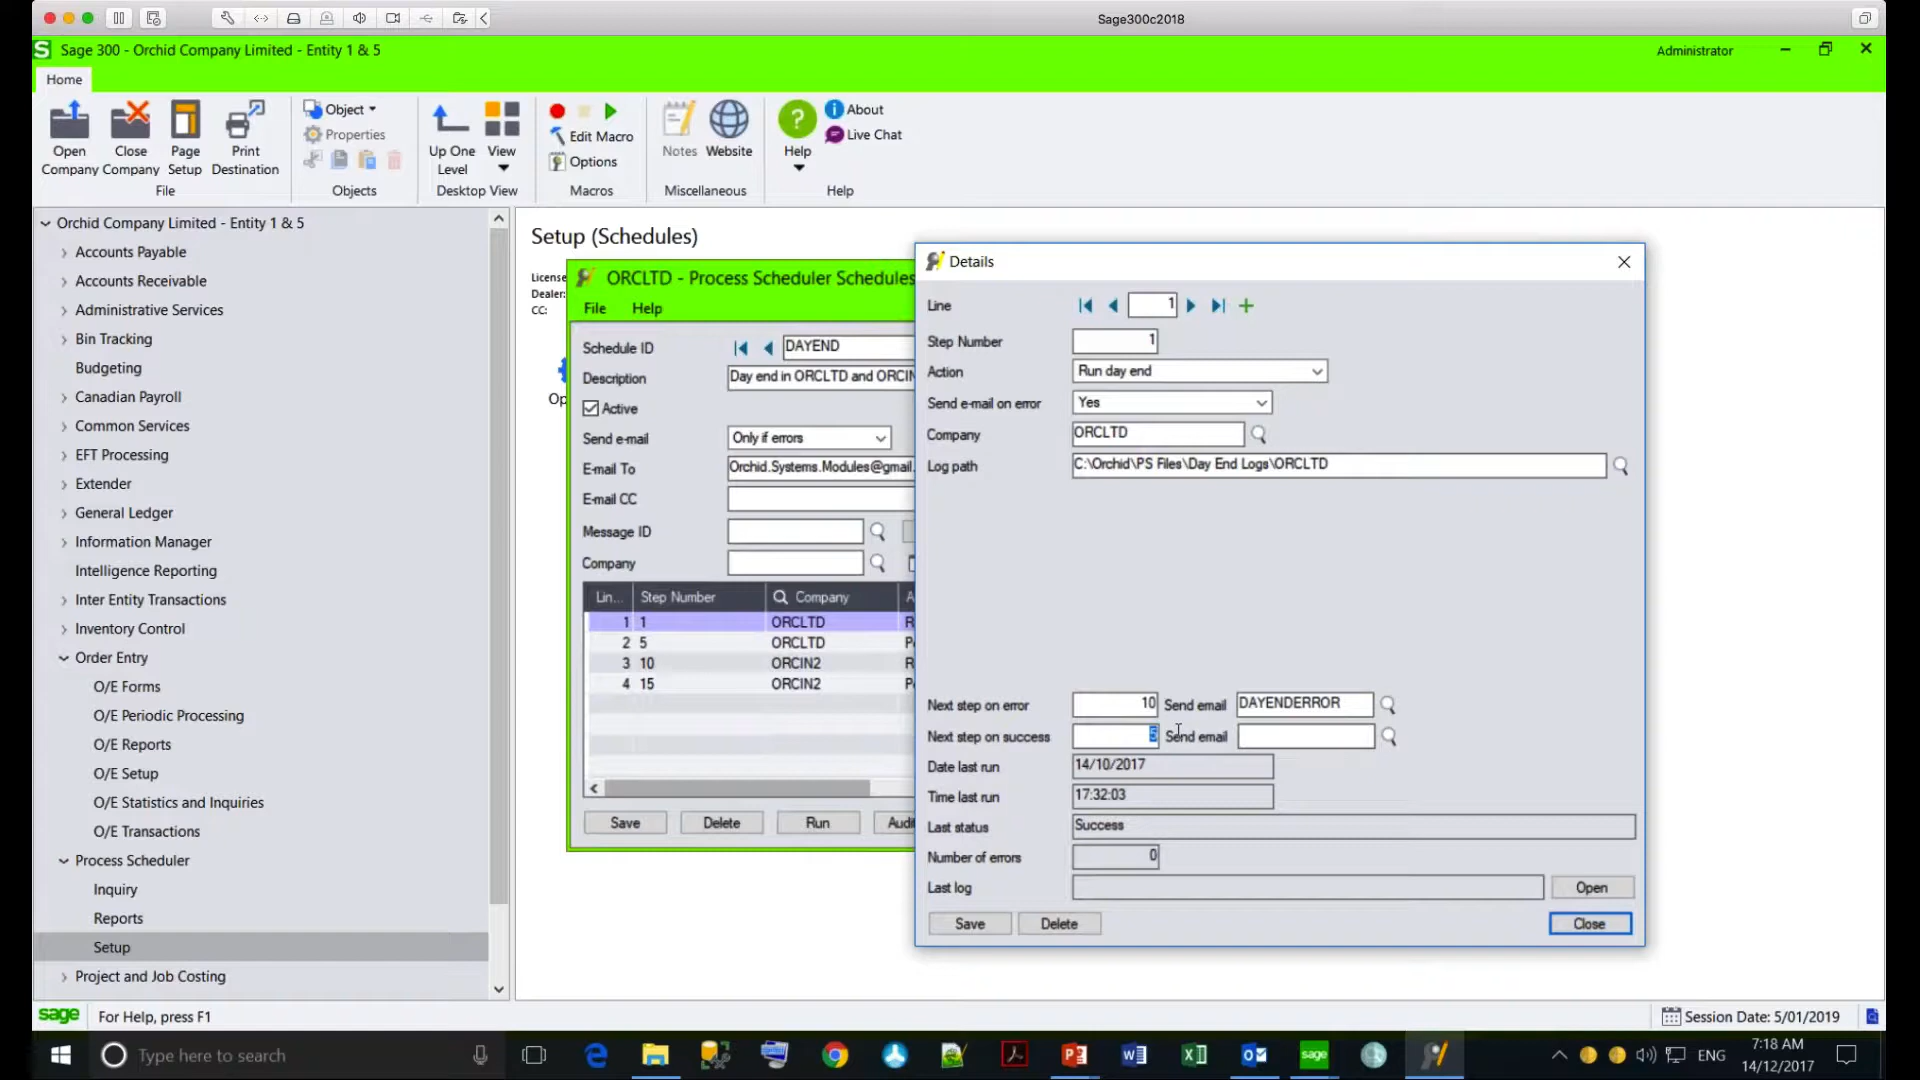 Sage300c2018
Sage 300 - Orchid Company Limited - Entity 1 & 5
Administrator
Home
Open Company
Close Company
Page Setup
Print Destination
File
Object
Properties
Objects
Up One Level
View
Desktop View
Edit Macro
Options
Macros
Notes
Website
Miscellaneous
Help
About
Live Chat
Help
Orchid Company Limited - Entity 1 & 5
Accounts Payable
Accounts Receivable
Administrative Services
Bin Tracking
Budgeting
Canadian Payroll
Common Services
EFT Processing
Extender
General Ledger
Information Manager
Intelligence Reporting
Inter Entity Transactions
Inventory Control
Order Entry
O/E Forms
O/E Periodic Processing
O/E Reports
O/E Setup
O/E Statistics and Inquiries
O/E Transactions
Process Scheduler
Inquiry
Reports
Setup
Project and Job Costing
Setup (Schedules)
License
Dealer:
CC:
Op
ORCLTD - Process Scheduler Schedules
File Help
Schedule ID DAYEND
Description Day end in ORCLTD and ORCIN
Active
Send e-mail Only if errors
E-mail To Orchid.Systems.Modules@gmail.
E-mail CC
Message ID
Company
Lin... Step Number Company A
1 1 ORCLTD R
2 5 ORCLTD P
3 10 ORCIN2 R
4 15 ORCIN2 P
Save Delete Run Audi
Details
Line 1
Step Number 1
Action Run day end
Send e-mail on error Yes
Company ORCLTD
Log path C:\Orchid\PS Files\Day End Logs\ORCLTD
Next step on error 10 Send email DAYENDERROR
Next step on success 5 Send email
Date last run 14/10/2017
Time last run 17:32:03
Last status Success
Number of errors 0
Last log Open
Save Delete Close
sage For Help, press F1
Session Date: 5/01/2019
Type here to search
sage
ENG
7:18 AM
14/12/2017